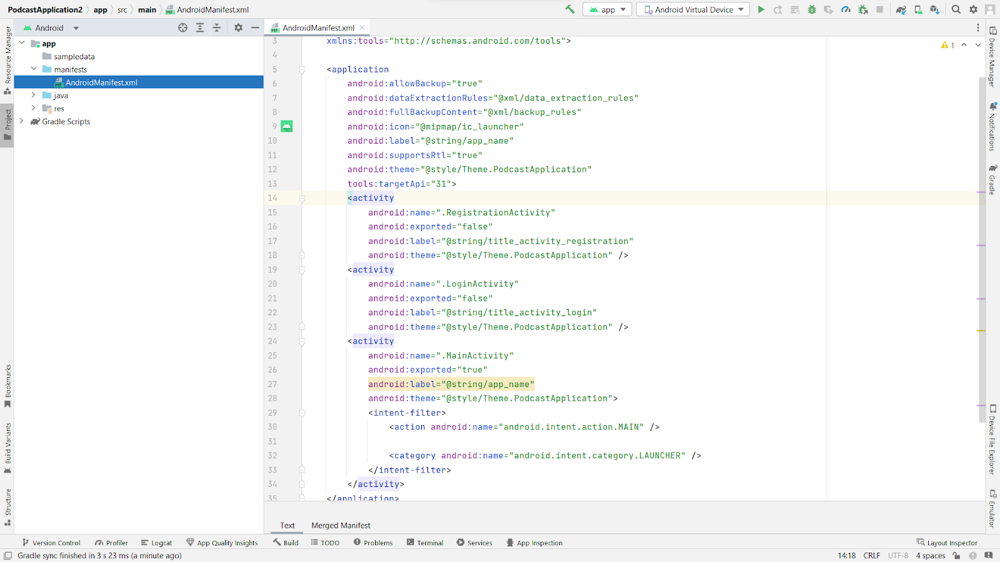 PodcastApplication2 app src main AndroidManifest.xml
app Android Virtual Device
Android
AndroidManifest.xml
app
sampledata
manifests
AndroidManifest.xml
java
res
Gradle Scripts
Resource Manager
Project
Bookmarks
Build Variants
Structure
3 xmlns:tools="http://schemas.android.com/tools">
4
5 <application
6 android:allowBackup="true"
7 android:dataExtractionRules="@xml/data_extraction_rules"
8 android:fullBackupContent="@xml/backup_rules"
9 android:icon="@mipmap/ic_launcher"
10 android:label="@string/app_name"
11 android:supportsRtl="true"
12 android:theme="@style/Theme.PodcastApplication"
13 tools:targetApi="31">
14 <activity
15 android:name=".RegistrationActivity"
16 android:exported="false"
17 android:label="@string/title_activity_registration"
18 android:theme="@style/Theme.PodcastApplication" />
19 <activity
20 android:name=".LoginActivity"
21 android:exported="false"
22 android:label="@string/title_activity_login"
23 android:theme="@style/Theme.PodcastApplication" />
24 <activity
25 android:name=".MainActivity"
26 android:exported="true"
27 android:label="@string/app_name"
28 android:theme="@style/Theme.PodcastApplication">
29 <intent-filter>
30 <action android:name="android.intent.action.MAIN" />
31
32 <category android:name="android.intent.category.LAUNCHER" />
33 </intent-filter>
34 </activity>
35 </application>
1
Device Manager
Notifications
Gradle
Device File Explorer
Emulator
Text Merged Manifest
Version Control Profiler Logcat App Quality Insights Build TODO Problems Terminal Services App Inspection Layout Inspector
Gradle sync finished in 3 s 23 ms (a minute ago) 14:18 CRLF UTF-8 4 spaces